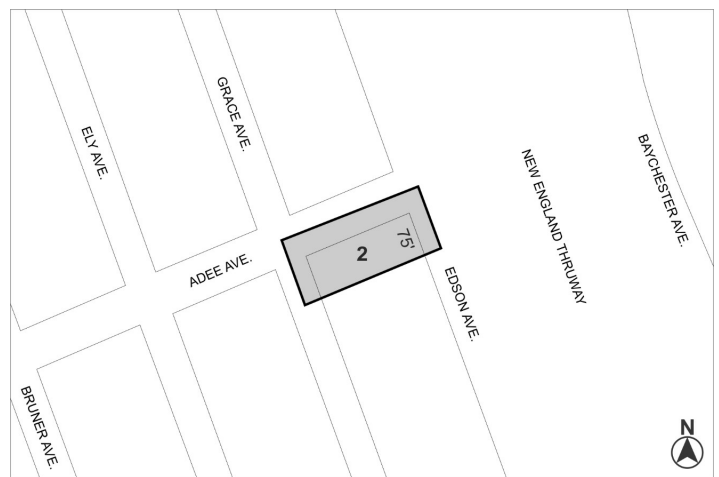 GRACE AVE.
ELY AVE.
BAYCHESTER AVE.
NEW ENGLAND THRUWAY
75'
2
ADEE AVE.
EDSON AVE.
BRUNER AVE.
N